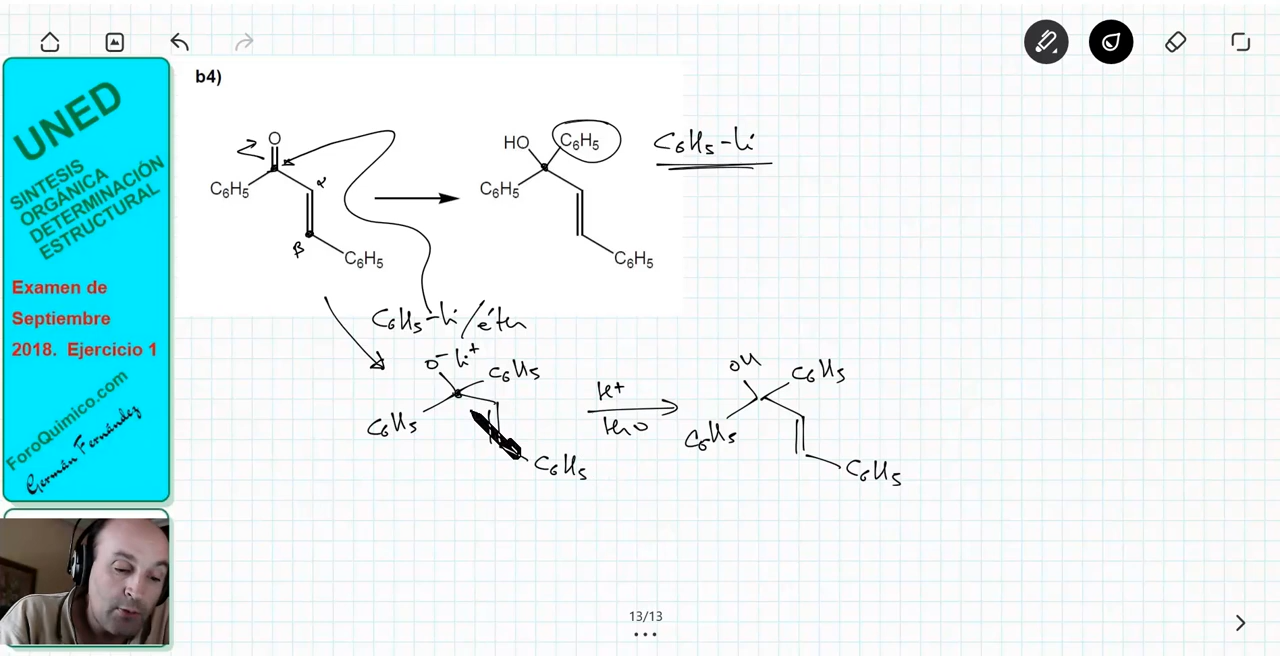 UNED
SINTESIS
ORGÁNICA
DETERMINACIÓN
ESTRUCTURAL
Examen de
Septiembre
2018. Ejercicio 1
ForoQuimico.com
Germán Fernández
b4)
O
C₆H₅
α
β
C₆H₅
HO
C₆H₅
C₆H₅
C₆H₅
C₆H₅-Li
C₆H₅-Li/éter
O⁻Li⁺
C₆H₅
C₆H₅
C₆H₅
H+
H₂O
OH
C₆H₅
C₆H₅
C₆H₅
13/13